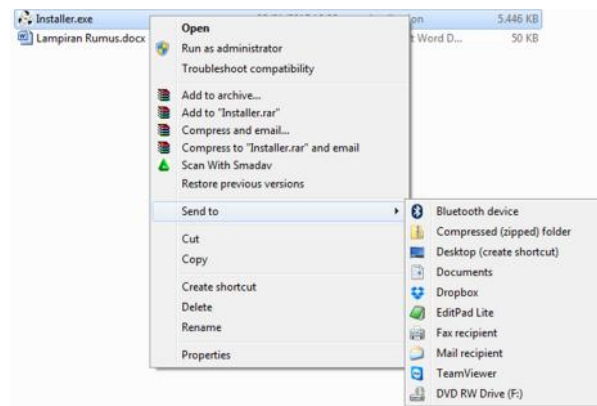 Installer.exe on 5.446 KB
Lampiran Rumus.docx t Word D... 50 KB
Open
Run as administrator
Troubleshoot compatibility
Add to archive...
Add to "Installer.rar"
Compress and email...
Compress to "Installer.rar" and email
Scan With Smadav
Restore previous versions
Send to
Cut
Copy
Create shortcut
Delete
Rename
Properties
Bluetooth device
Compressed (zipped) folder
Desktop (create shortcut)
Documents
Dropbox
EditPad Lite
Fax recipient
Mail recipient
TeamViewer
DVD RW Drive (F:)